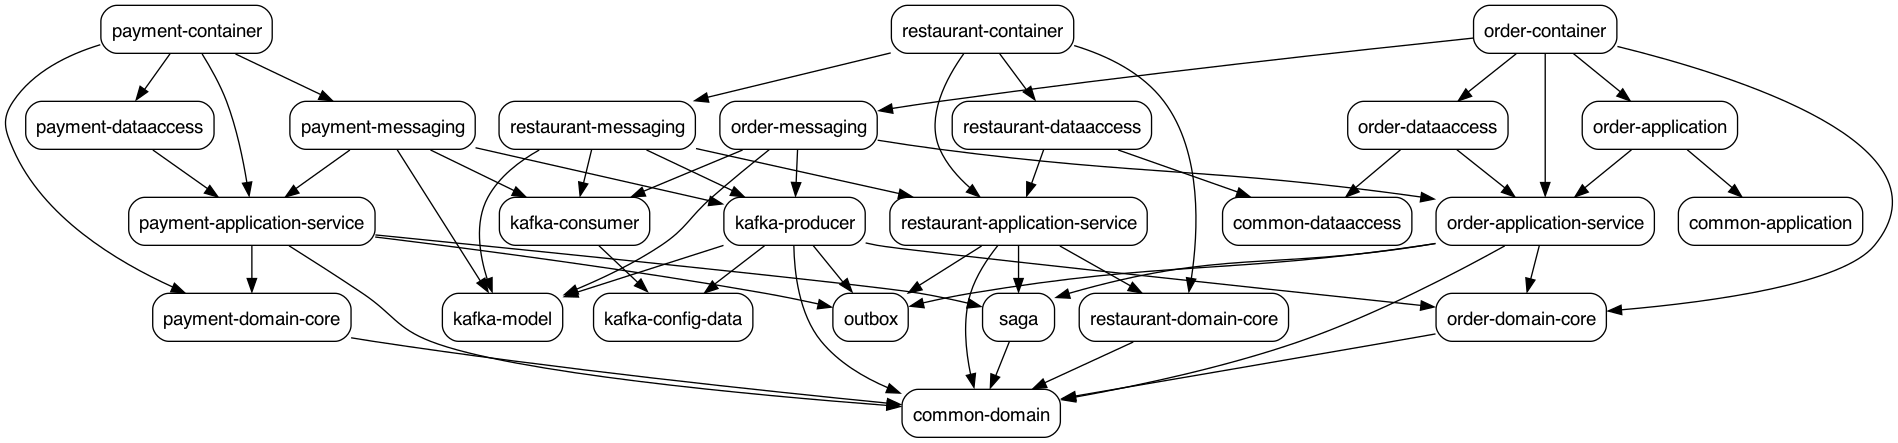 payment-container
restaurant-container
order-container
payment-dataaccess
payment-messaging
restaurant-messaging
order-messaging
restaurant-dataaccess
order-dataaccess
order-application
payment-application-service
kafka-consumer
kafka-producer
restaurant-application-service
common-dataaccess
order-application-service
common-application
payment-domain-core
kafka-model
kafka-config-data
outbox
saga
restaurant-domain-core
order-domain-core
common-domain